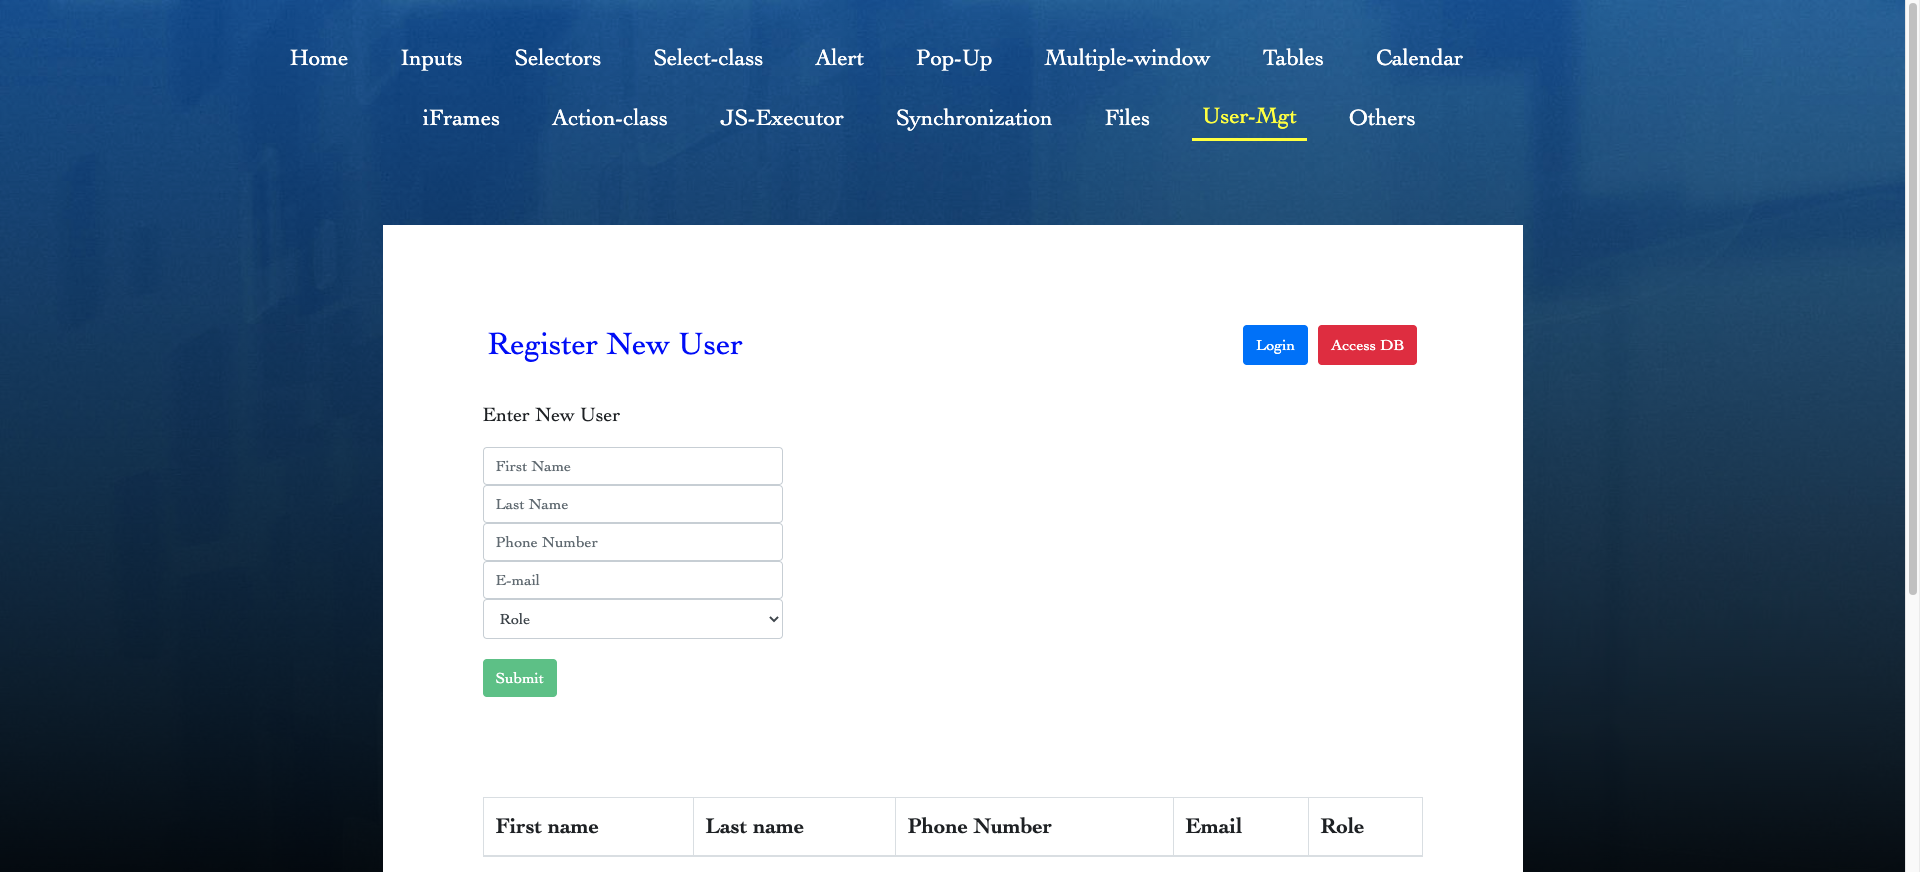 Home Inputs Selectors Select-class Alert Pop-Up Multiple-window Tables Calendar
iFrames Action-class JS-Executor Synchronization Files User-Mgt Others
Register New User Login Access DB
Enter New User
First Name
Last Name
Phone Number
E-mail
Role
Submit
First name Last name Phone Number Email Role